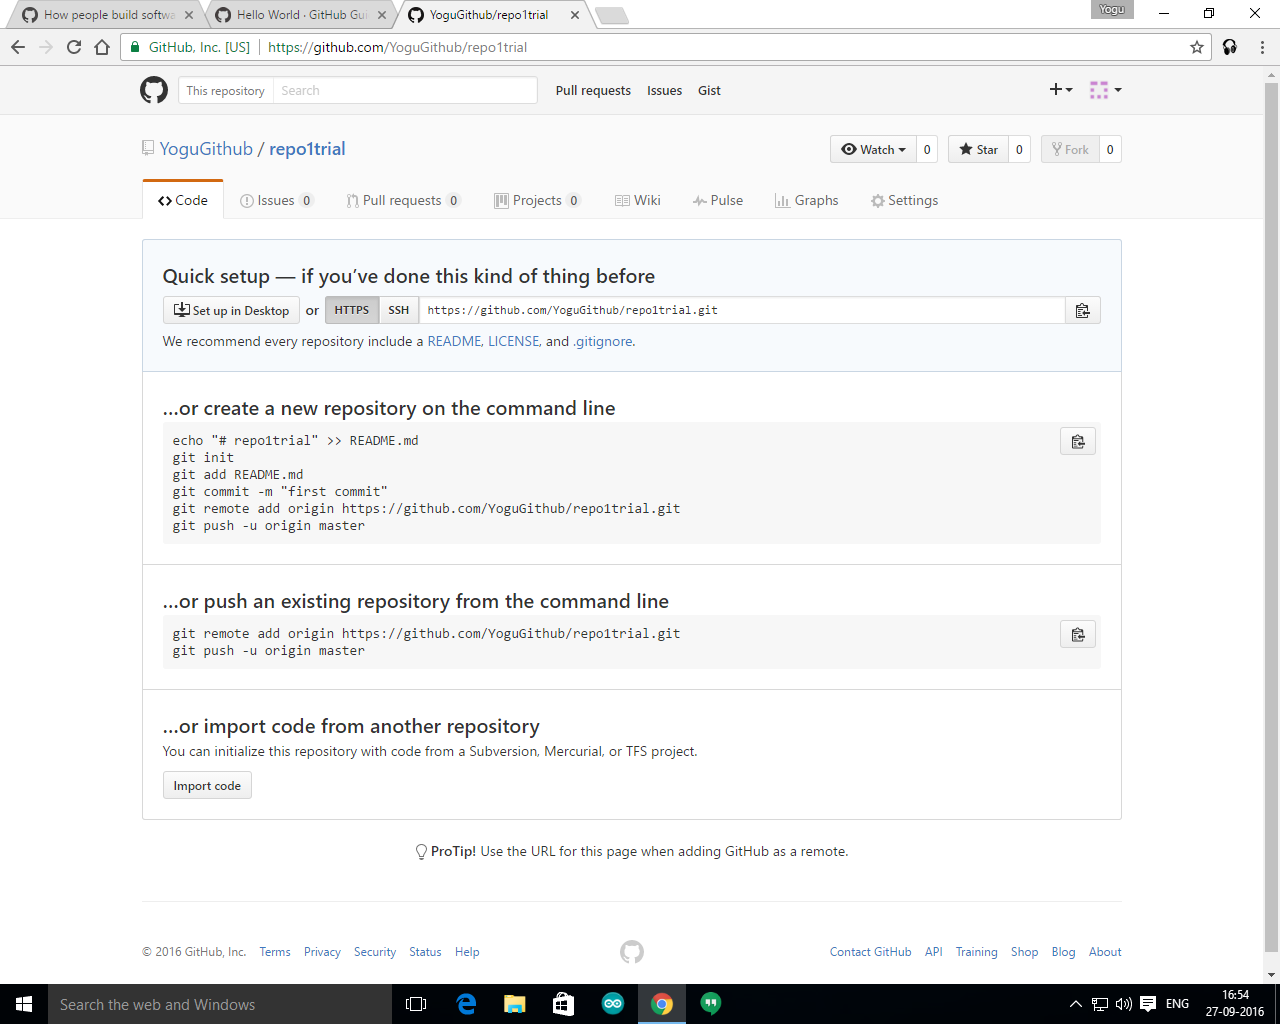 How people build softwa
Hello World · GitHub Gui
YoguGithub/repo1trial
Yogu
GitHub, Inc. [US]
https://github.com/YoguGithub/repo1trial
This repository
Search
Pull requests
Issues
Gist
YoguGithub / repo1trial
Watch 0
Star 0
Fork 0
Code
Issues 0
Pull requests 0
Projects 0
Wiki
Pulse
Graphs
Settings
Quick setup — if you’ve done this kind of thing before
Set up in Desktop or HTTPS SSH https://github.com/YoguGithub/repo1trial.git
We recommend every repository include a README, LICENSE, and .gitignore.
…or create a new repository on the command line
echo "# repo1trial" >> README.md
git init
git add README.md
git commit -m "first commit"
git remote add origin https://github.com/YoguGithub/repo1trial.git
git push -u origin master
…or push an existing repository from the command line
git remote add origin https://github.com/YoguGithub/repo1trial.git
git push -u origin master
…or import code from another repository
You can initialize this repository with code from a Subversion, Mercurial, or TFS project.
Import code
ProTip! Use the URL for this page when adding GitHub as a remote.
© 2016 GitHub, Inc. Terms Privacy Security Status Help
Contact GitHub API Training Shop Blog About
Search the web and Windows
ENG
16:54
27-09-2016